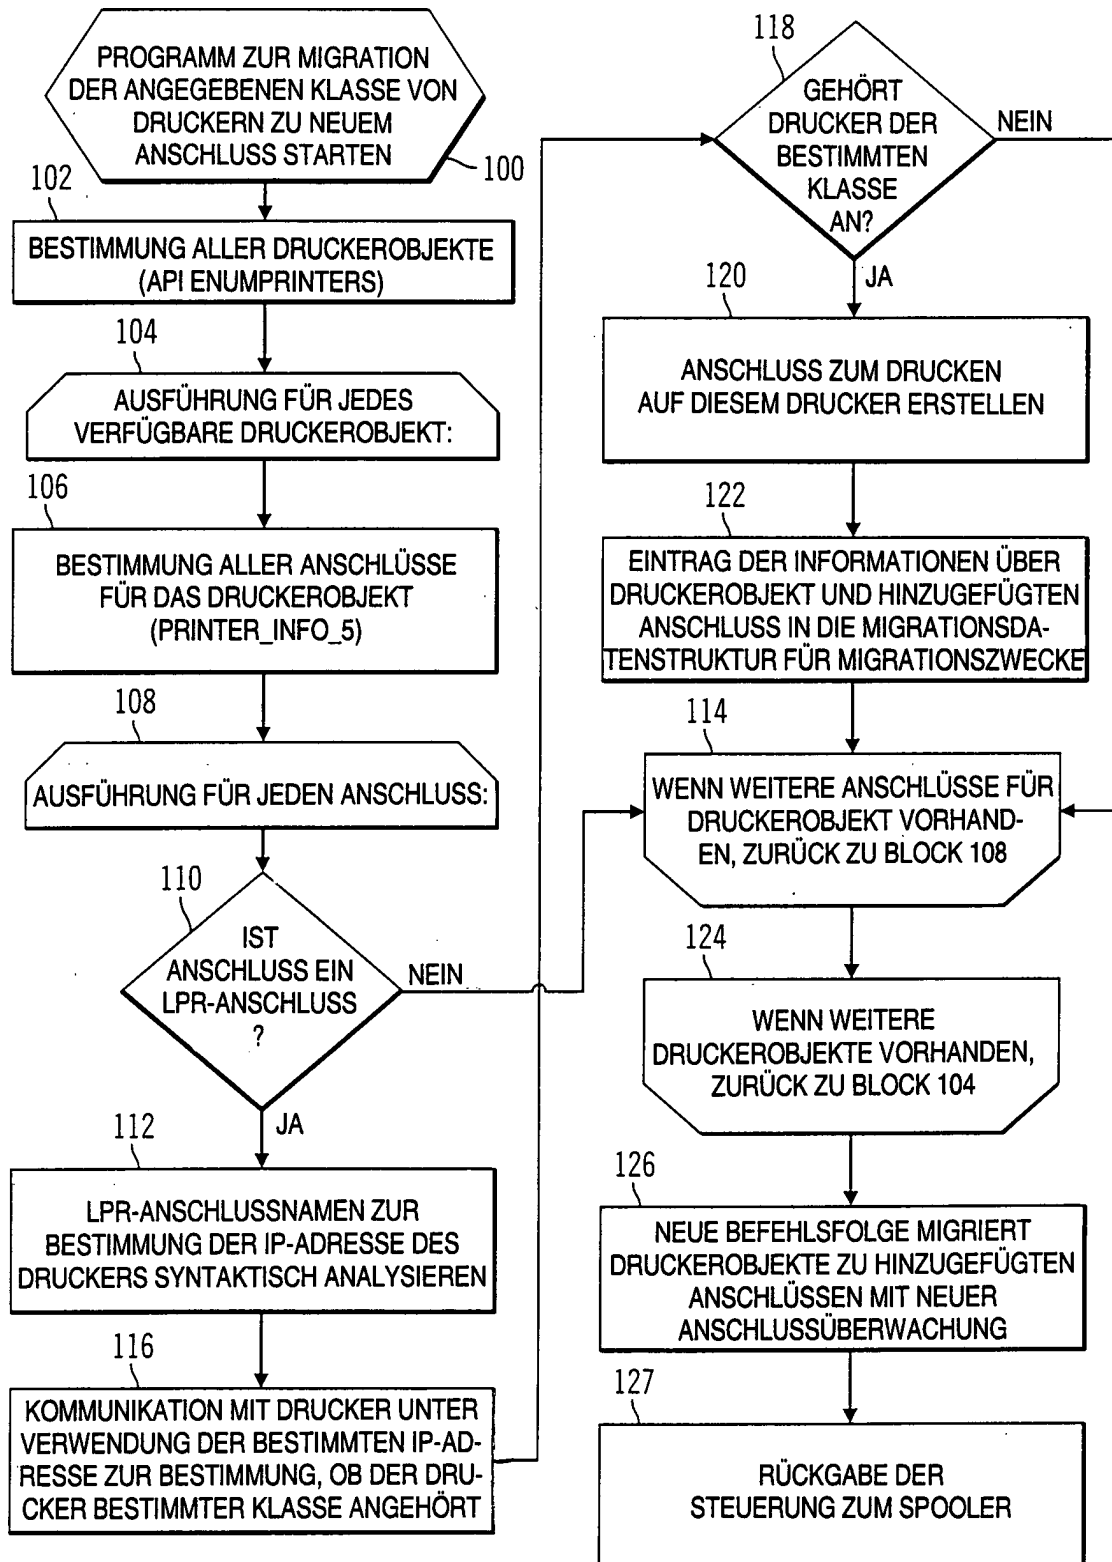 PROGRAMM ZUR MIGRATION
DER ANGEGEBENEN KLASSE VON
DRUCKERN ZU NEUEM
ANSCHLUSS STARTEN
100
102
BESTIMMUNG ALLER DRUCKEROBJEKTE
(API ENUMPRINTERS)
104
AUSFÜHRUNG FÜR JEDES
VERFÜGBARE DRUCKEROBJEKT:
106
BESTIMMUNG ALLER ANSCHLÜSSE
FÜR DAS DRUCKEROBJEKT
(PRINTER_INFO_5)
108
AUSFÜHRUNG FÜR JEDEN ANSCHLUSS:
110
IST
ANSCHLUSS EIN
LPR-ANSCHLUSS
?
NEIN
JA
112
LPR-ANSCHLUSSNAMEN ZUR
BESTIMMUNG DER IP-ADRESSE DES
DRUCKERS SYNTAKTISCH ANALYSIEREN
116
KOMMUNIKATION MIT DRUCKER UNTER
VERWENDUNG DER BESTIMMTEN IP-AD-
RESSE ZUR BESTIMMUNG, OB DER DRU-
CKER BESTIMMTER KLASSE ANGEHÖRT
118
GEHÖRT
DRUCKER DER
BESTIMMTEN
KLASSE
AN?
NEIN
JA
120
ANSCHLUSS ZUM DRUCKEN
AUF DIESEM DRUCKER ERSTELLEN
122
EINTRAG DER INFORMATIONEN ÜBER
DRUCKEROBJEKT UND HINZUGEFÜGTEN
ANSCHLUSS IN DIE MIGRATIONSDA-
TENSTRUKTUR FÜR MIGRATIONSZWECKE
114
WENN WEITERE ANSCHLÜSSE FÜR
DRUCKEROBJEKT VORHAND-
EN, ZURÜCK ZU BLOCK 108
124
WENN WEITERE
DRUCKEROBJEKTE VORHANDEN,
ZURÜCK ZU BLOCK 104
126
NEUE BEFEHLSFOLGE MIGRIERT
DRUCKEROBJEKTE ZU HINZUGEFÜGTEN
ANSCHLÜSSEN MIT NEUER
ANSCHLUSSÜBERWACHUNG
127
RÜCKGABE DER
STEUERUNG ZUM SPOOLER